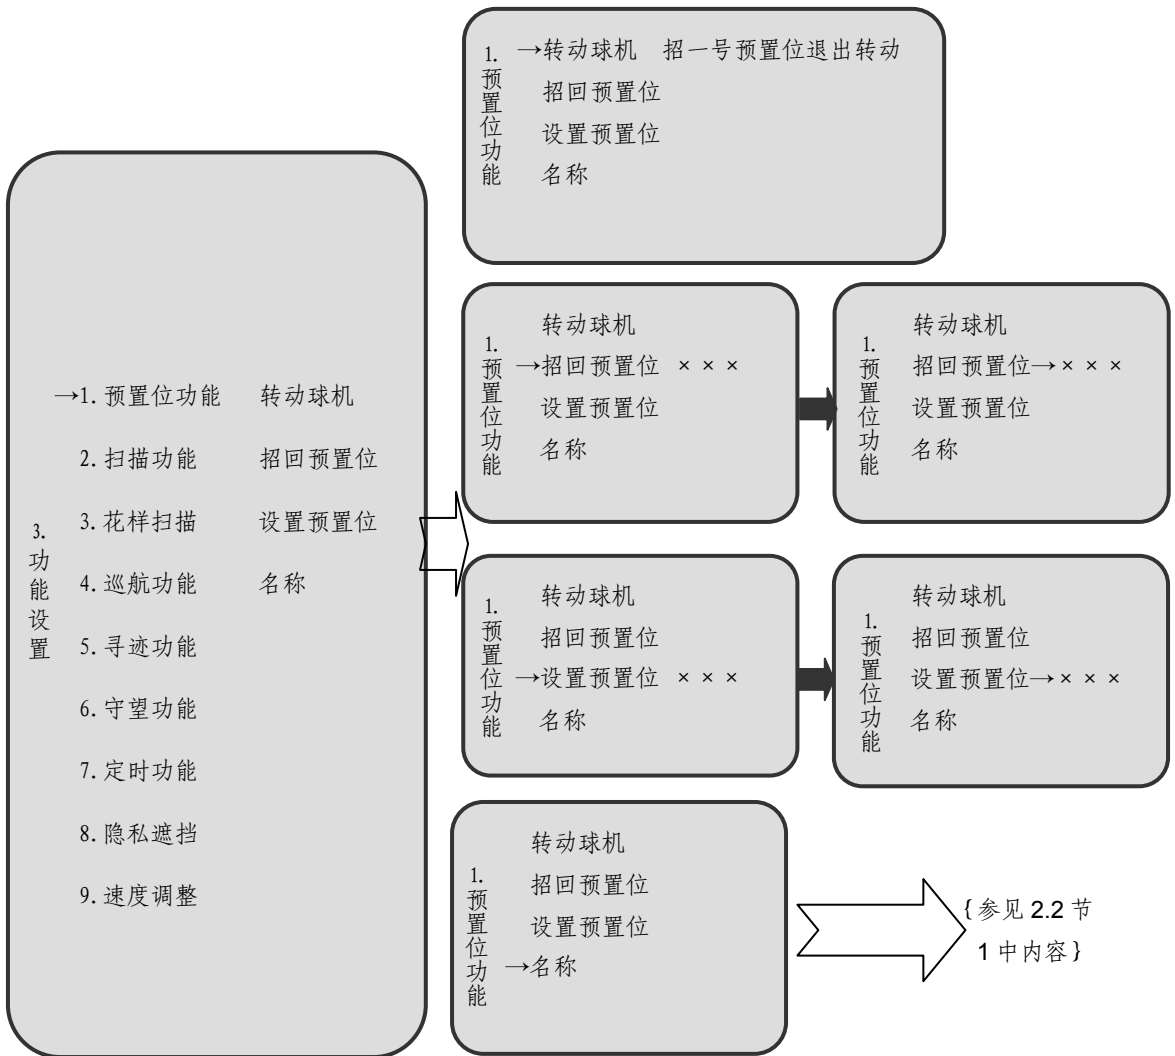 3.功能设置
→1.预置位功能 转动球机
2.扫描功能 招回预置位
3.花样扫描 设置预置位
4.巡航功能 名称
5.寻迹功能
6.守望功能
7.定时功能
8.隐私遮挡
9.速度调整
1.预置位功能
→转动球机 招一号预置位退出转动
招回预置位
设置预置位
名称
1.预置位功能
转动球机
→招回预置位 ×××
设置预置位
名称
1.预置位功能
转动球机
招回预置位→×××
设置预置位
名称
1.预置位功能
转动球机
招回预置位
→设置预置位 ×××
名称
1.预置位功能
转动球机
招回预置位
设置预置位→×××
名称
1.预置位功能
转动球机
招回预置位
设置预置位
→名称
{参见 2.2 节
1 中内容}